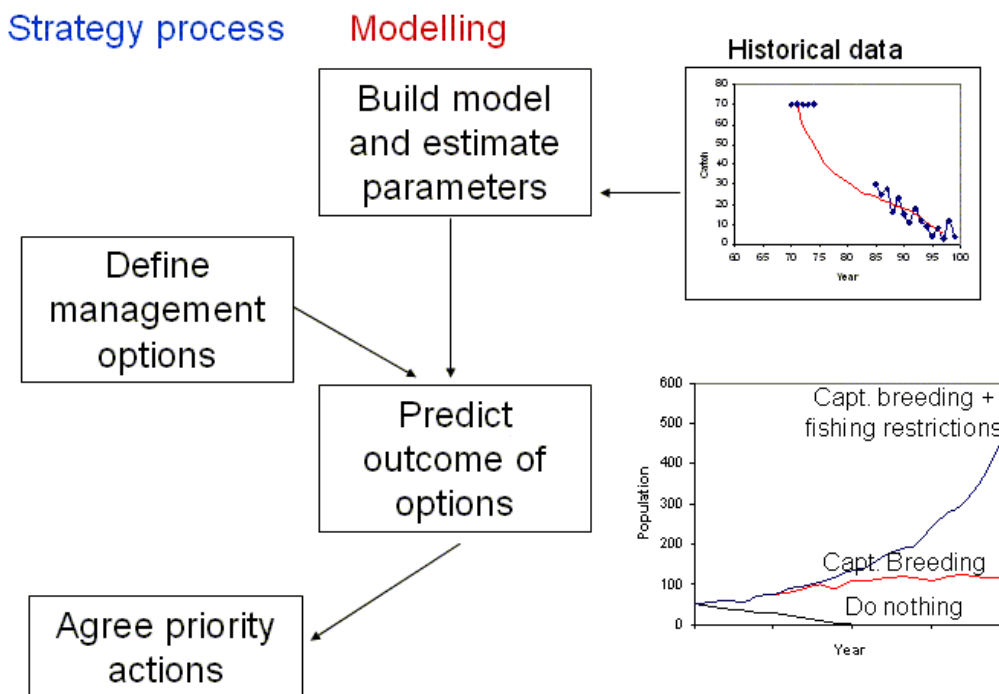 Strategy process
Modelling
Historical data
Build model
and estimate
parameters
80
70
60
50
40
30
20
10
0
Catch
60 65 70 75 80 85 90 95 100
Year
Define
management
options
Predict
outcome of
options
600
500
400
300
200
100
0
Population
Capt. breeding +
fishing restrictions
Capt. Breeding
Do nothing
Year
Agree priority
actions